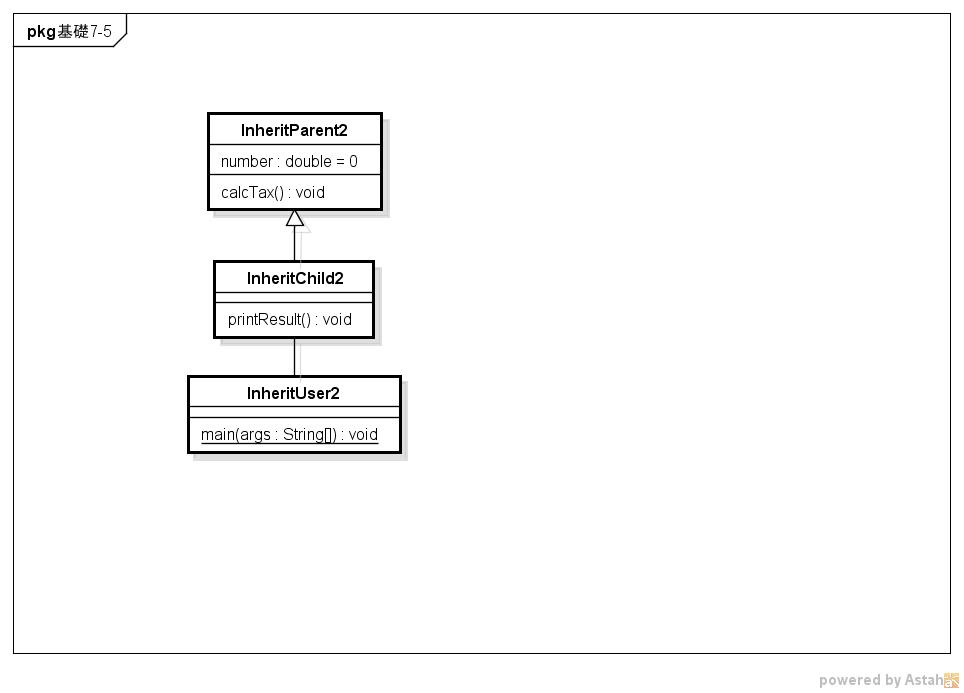 pkg基礎7-5
InheritParent2
number : double = 0
calcTax() : void
InheritChild2
printResult() : void
InheritUser2
main(args : String[]) : void
powered by Astah